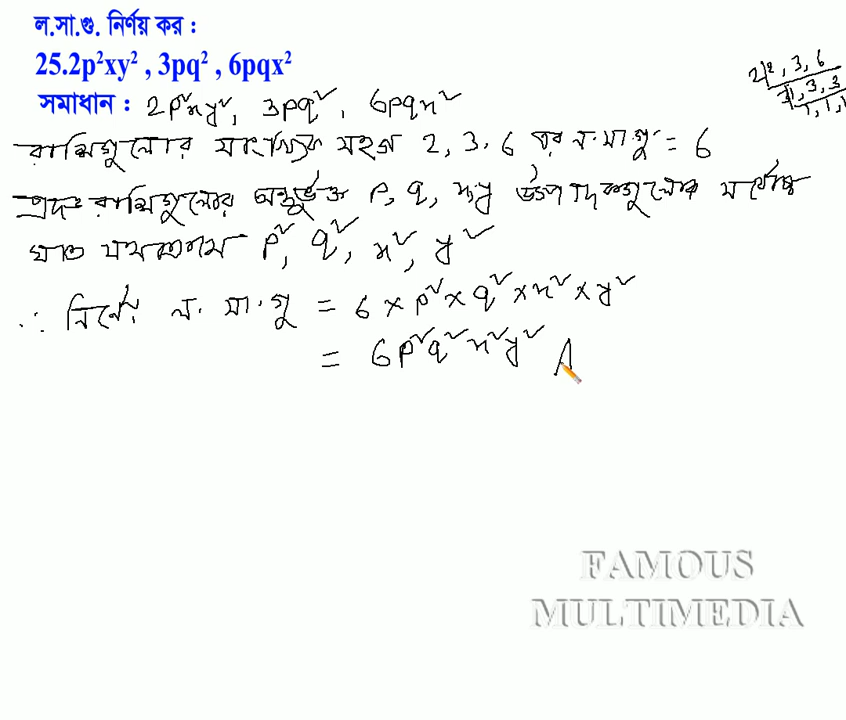 ল.সা.গু. নির্ণয় কর :
25.2p²xy² , 3pq² , 6pqx²
সমাধান : 2p²xy², 3pq², 6pqx²
2 | 2, 3, 6
3 | 1, 3, 3
1, 1, 1
রাশিগুলোর সাংখ্যিক সহগ 2, 3, 6 এর ল.সা.গু. = 6
প্রদত্ত রাশিগুলোর অন্তর্ভুক্ত p, q, x, y উৎপাদকগুলোর সর্বোচ্চ
ঘাত যথাক্রমে p², q², x², y²
∴ নির্ণেয় ল. সা. গু = 6 × p² × q² × x² × y²
= 6p²q²x²y² A
FAMOUS
MULTIMEDIA